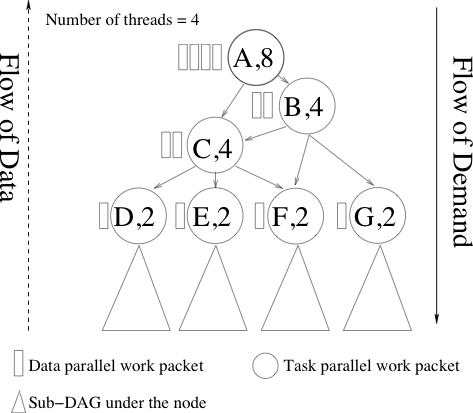 Number of threads = 4
Flow of Data
Flow of Demand
A,8
B,4
C,4
D,2
E,2
F,2
G,2
Data parallel work packet
Task parallel work packet
Sub−DAG under the node